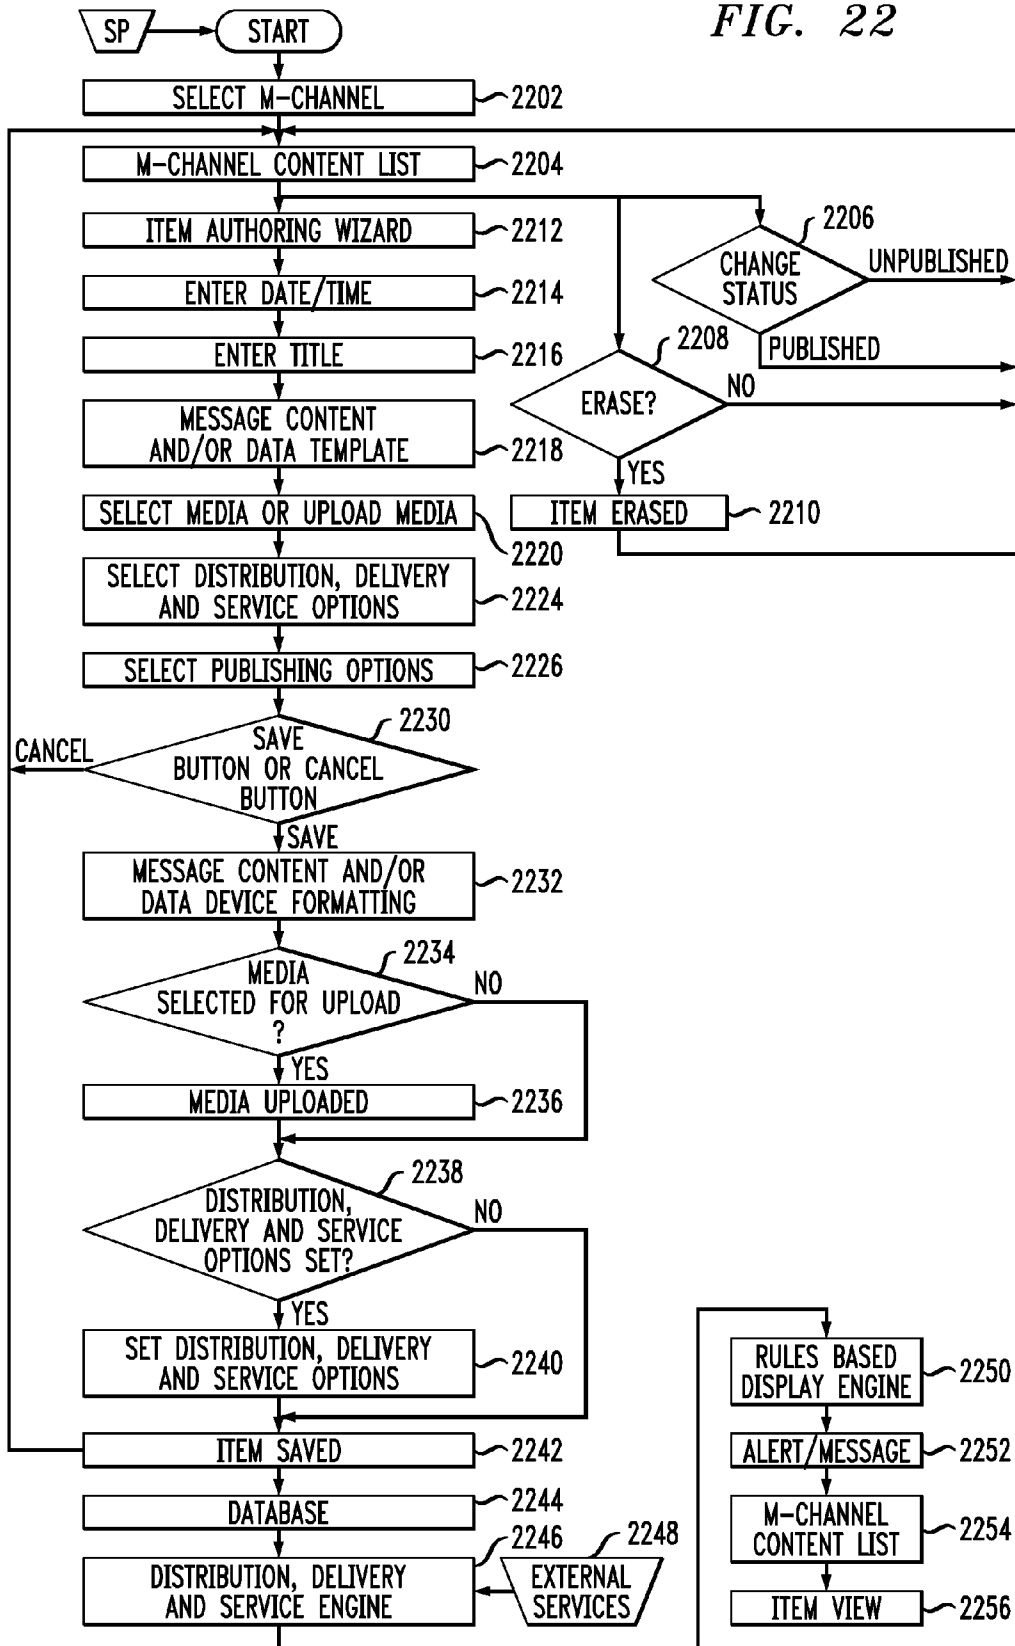 FIG. 22
SP
START
SELECT M-CHANNEL
2202
M-CHANNEL CONTENT LIST
2204
ITEM AUTHORING WIZARD
2212
2206
CHANGE
STATUS
UNPUBLISHED
PUBLISHED
ENTER DATE/TIME
2214
ENTER TITLE
2216
2208
ERASE?
NO
YES
MESSAGE CONTENT
AND/OR DATA TEMPLATE
2218
SELECT MEDIA OR UPLOAD MEDIA
2220
ITEM ERASED
2210
SELECT DISTRIBUTION, DELIVERY
AND SERVICE OPTIONS
2224
SELECT PUBLISHING OPTIONS
2226
2230
SAVE
BUTTON OR CANCEL
BUTTON
CANCEL
SAVE
MESSAGE CONTENT AND/OR
DATA DEVICE FORMATTING
2232
2234
MEDIA
SELECTED FOR UPLOAD
?
NO
YES
MEDIA UPLOADED
2236
2238
DISTRIBUTION,
DELIVERY AND SERVICE
OPTIONS SET?
NO
YES
SET DISTRIBUTION, DELIVERY
AND SERVICE OPTIONS
2240
ITEM SAVED
2242
DATABASE
2244
2246
DISTRIBUTION, DELIVERY
AND SERVICE ENGINE
2248
EXTERNAL
SERVICES
RULES BASED
DISPLAY ENGINE
2250
ALERT/MESSAGE
2252
M-CHANNEL
CONTENT LIST
2254
ITEM VIEW
2256